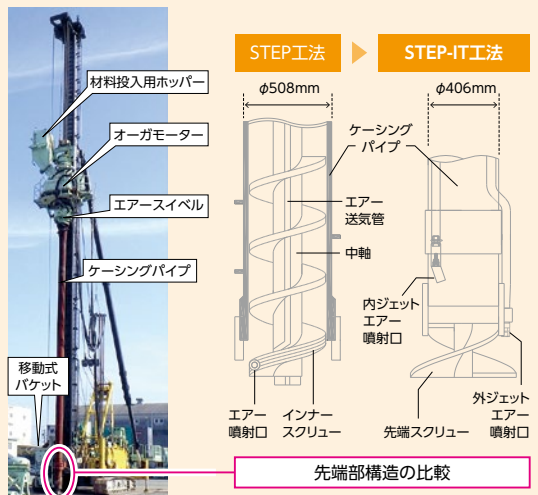 材料投入用ホッパー
オーガモーター
エアースイベル
ケーシングパイプ
移動式
バケット
STEP工法
STEP-IT工法
φ508mm
φ406mm
ケーシング
パイプ
エアー
送気管
中軸
内ジェット
エアー
噴射口
エアー
噴射口
インナー
スクリュー
先端スクリュー
外ジェット
エアー
噴射口
先端部構造の比較